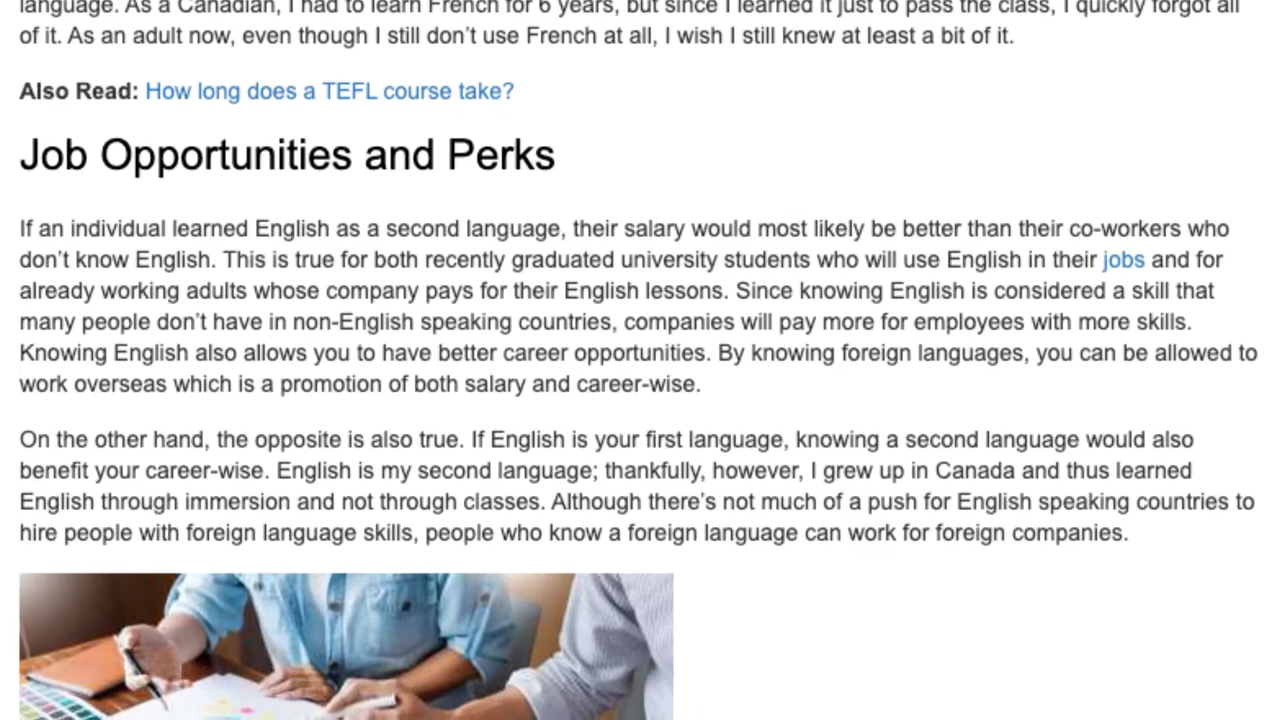 language. As a Canadian, I had to learn French for 6 years, but since I learned it just to pass the class, I quickly forgot all
of it. As an adult now, even though I still don’t use French at all, I wish I still knew at least a bit of it.
Also Read: How long does a TEFL course take?
Job Opportunities and Perks
If an individual learned English as a second language, their salary would most likely be better than their co-workers who
don’t know English. This is true for both recently graduated university students who will use English in their jobs and for
already working adults whose company pays for their English lessons. Since knowing English is considered a skill that
many people don’t have in non-English speaking countries, companies will pay more for employees with more skills.
Knowing English also allows you to have better career opportunities. By knowing foreign languages, you can be allowed to
work overseas which is a promotion of both salary and career-wise.
On the other hand, the opposite is also true. If English is your first language, knowing a second language would also
benefit your career-wise. English is my second language; thankfully, however, I grew up in Canada and thus learned
English through immersion and not through classes. Although there’s not much of a push for English speaking countries to
hire people with foreign language skills, people who know a foreign language can work for foreign companies.